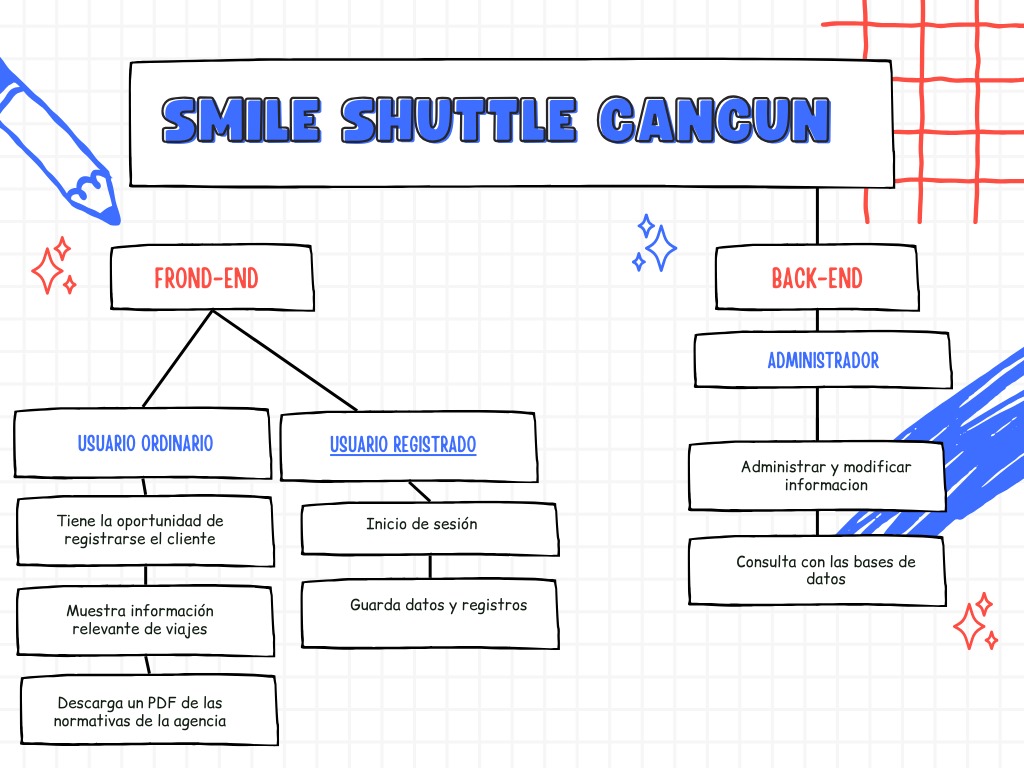 SMILE SHUTTLE CANCUN
FROND-END
BACK-END
ADMINISTRADOR
USUARIO ORDINARIO
USUARIO REGISTRADO
Tiene la oportunidad de
registrarse el cliente
Muestra información
relevante de viajes
Descarga un PDF de las
normativas de la agencia
Inicio de sesión
Guarda datos y registros
Administrar y modificar
informacion
Consulta con las bases de
datos